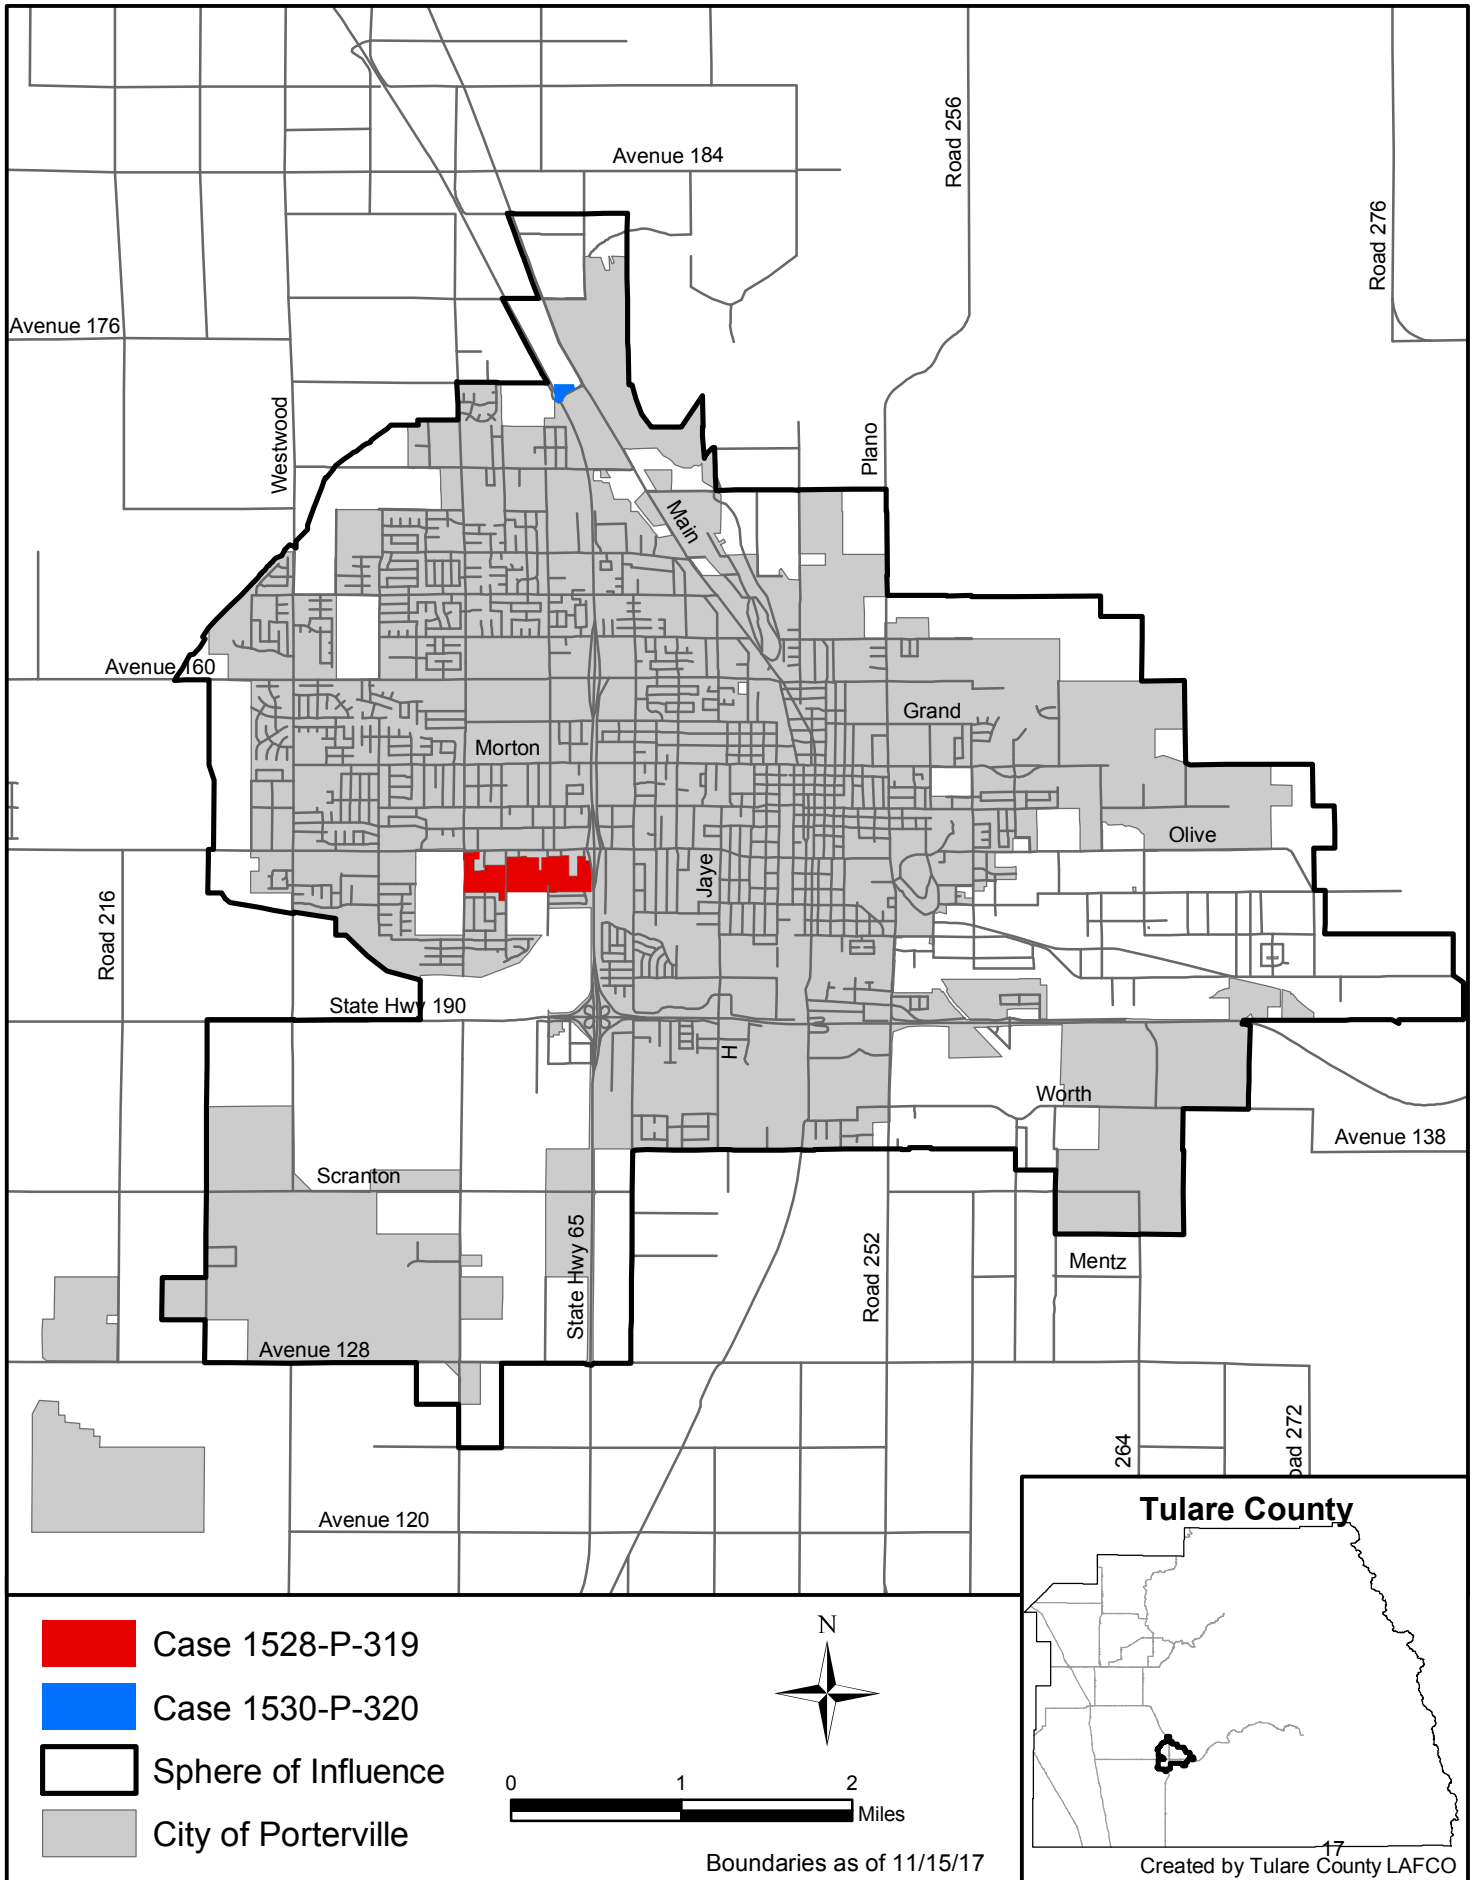 Avenue 184
Road 256
Road 276
Avenue 176
Westwood
Plano
Main
Avenue 160
Grand
Morton
Olive
Jaye
Road 216
State Hwy 190
H
Worth
Avenue 138
Scranton
State Hwy 65
Road 252
Mentz
Avenue 128
264
oad 272
Avenue 120
Tulare County
Case 1528-P-319
Case 1530-P-320
Sphere of Influence
City of Porterville
N
0 1 2
Miles
Boundaries as of 11/15/17
17
Created by Tulare County LAFCO